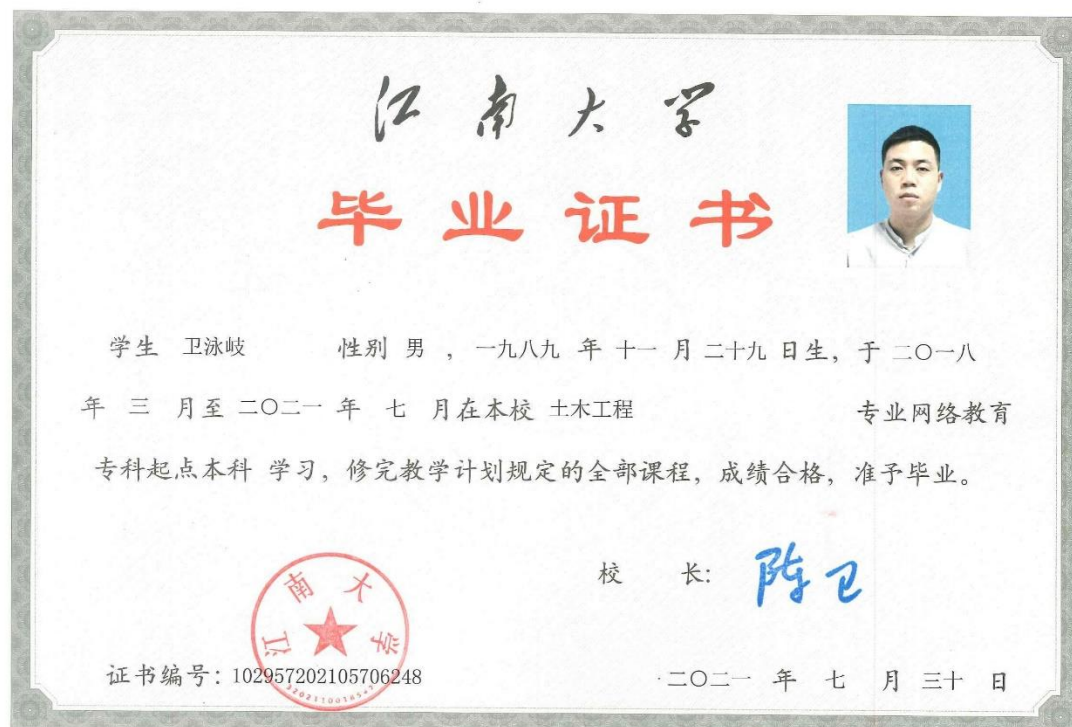 江南大学
毕业证书
学生 卫泳岐 性别 男 ，一九八九 年 十一 月 二十九 日生，于 二〇一八
年 三 月至 二〇二一 年 七 月在本校 土木工程 专业网络教育
专科起点本科 学习，修完教学计划规定的全部课程，成绩合格，准予毕业。
校 长：陈卫
江南大学
证书编号：102957202105706248
二〇二一 年 七 月 三十 日